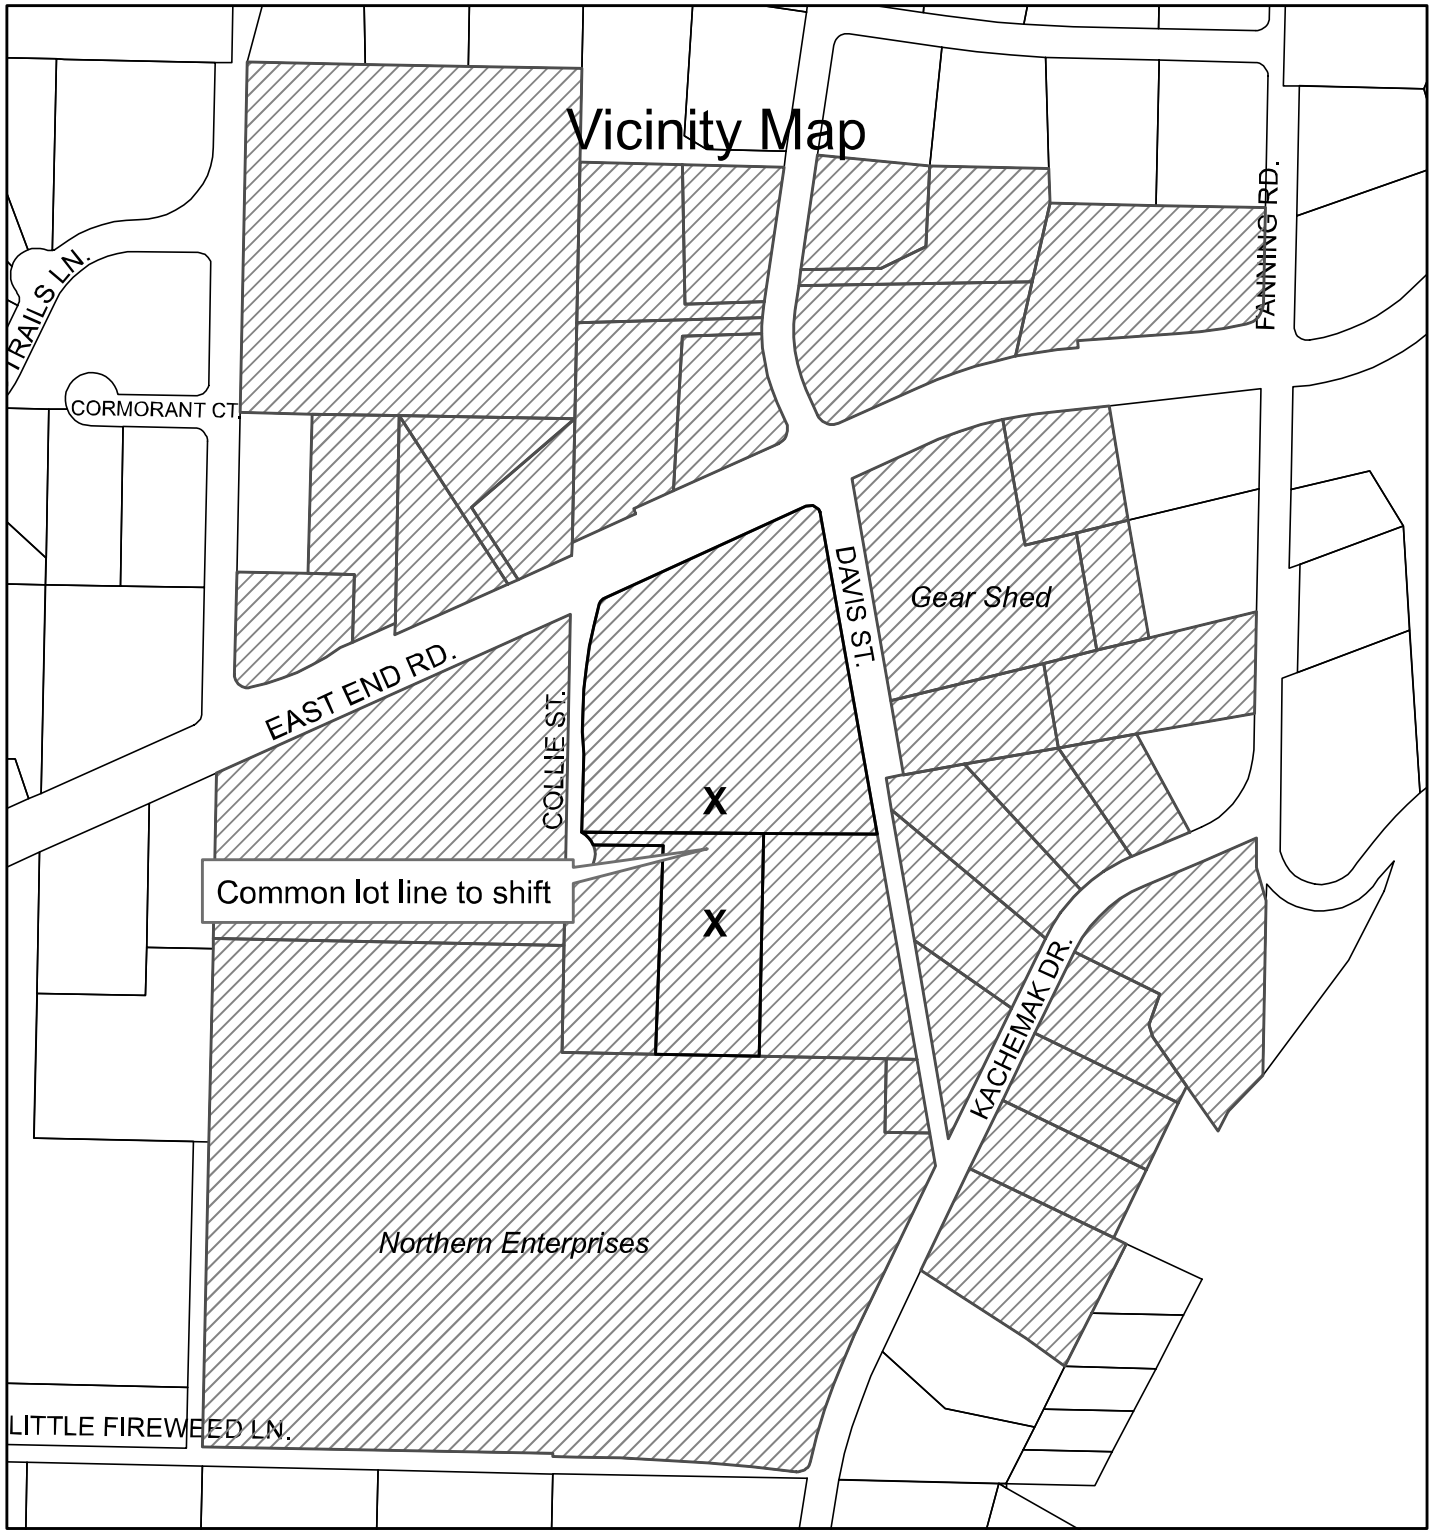 Vicinity Map
FANNING RD.
TRAILS LN.
CORMORANT CT.
DAVIS ST.
Gear Shed
EAST END RD.
COLLIE ST.
X
Common lot line to shift
X
KACHEMAK DR.
Northern Enterprises
LITTLE FIREWEED LN.